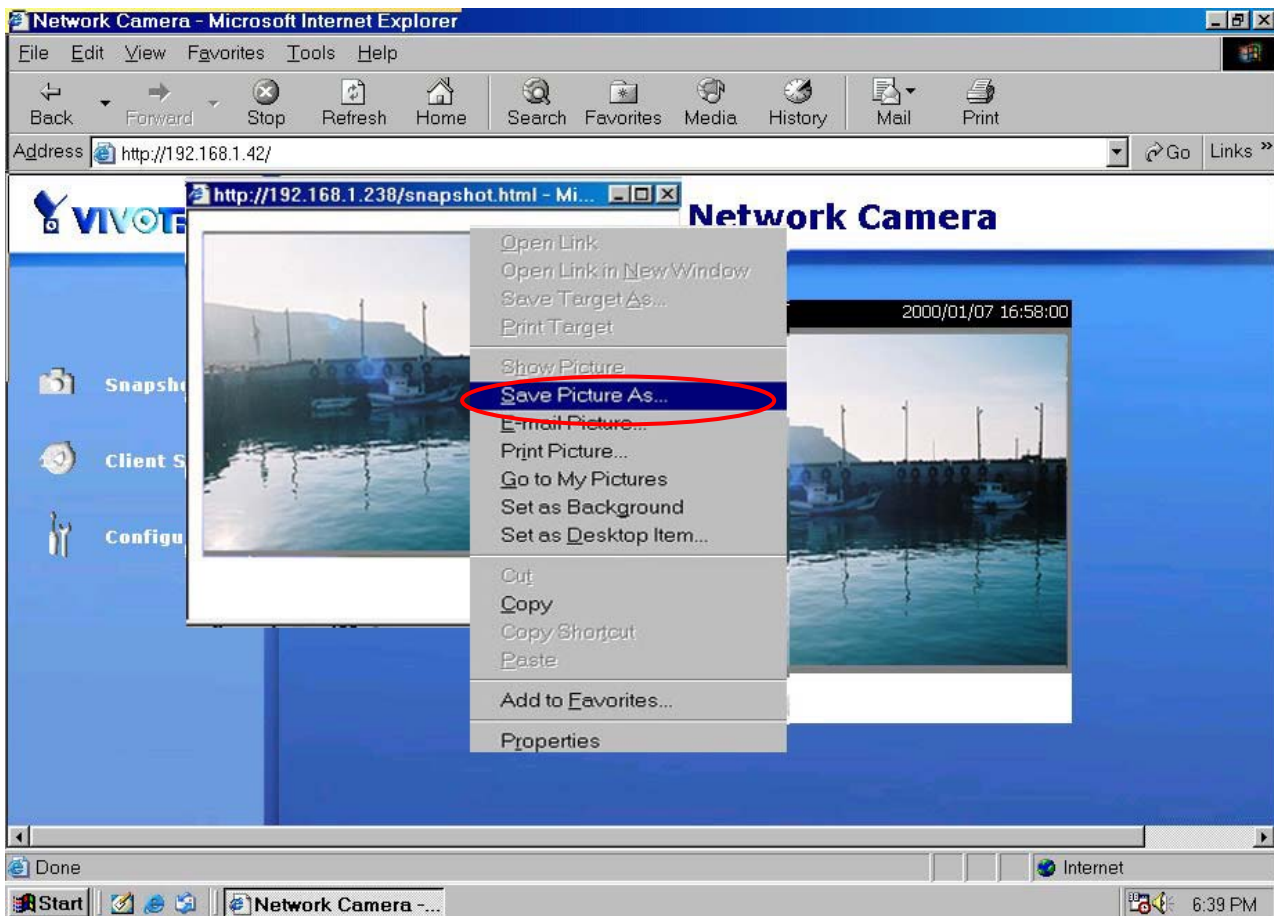 Network Camera - Microsoft Internet Explorer
File Edit View Favorites Tools Help
Back Forward Stop Refresh Home Search Favorites Media History Mail Print
Address http://192.168.1.42/ Go Links »
http://192.168.1.238/snapshot.html - Mi...
Network Camera
2000/01/07 16:58:00
Client S
Open Link
Open Link in New Window
Save Target As...
Print Target
Show Picture
Save Picture As...
E-mail Picture...
Print Picture...
Go to My Pictures
Set as Background
Set as Desktop Item...
Cut
Copy
Copy Shortcut
Paste
Add to Favorites...
Properties
Done Internet
Start Network Camera -... 6:39 PM